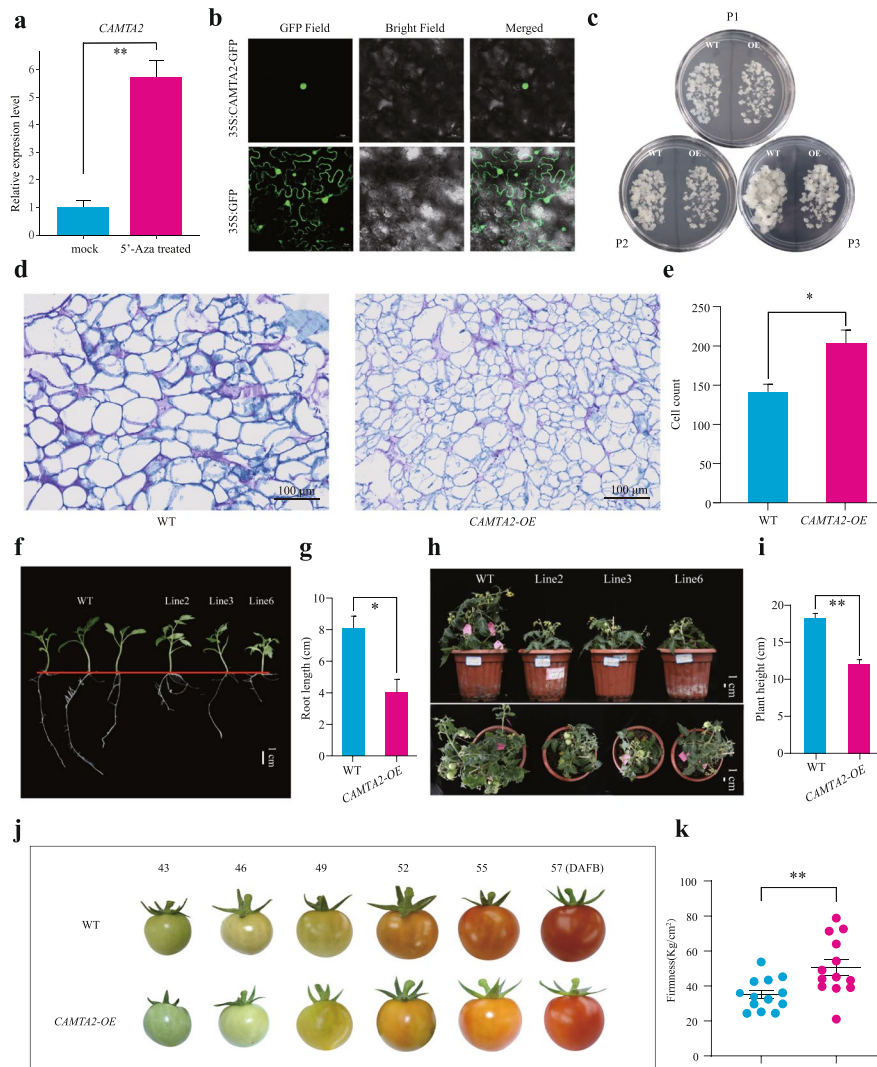 a
CAMTA2
**
Relative expresion level
6
5
4
3
2
1
0
mock
5’-Aza treated
b
GFP Field
Bright Field
Merged
35S:CAMTA2-GFP
35S:GFP
c
P1
WT
OE
WT
OE
WT
OE
P2
P3
d
100 μm
100 μm
WT
CAMTA2-OE
e
*
Cell count
250
200
150
100
50
0
WT
CAMTA2-OE
f
WT
Line2
Line3
Line6
1 cm
g
*
Root length (cm)
10
8
6
4
2
0
WT
CAMTA2-OE
h
WT
Line2
Line3
Line6
1 cm
1 cm
i
**
Plant height (cm)
20
15
10
5
0
WT
CAMTA2-OE
j
43
46
49
52
55
57 (DAFB)
WT
CAMTA2-OE
k
**
Firmness(Kg/cm²)
100
80
60
40
20
0